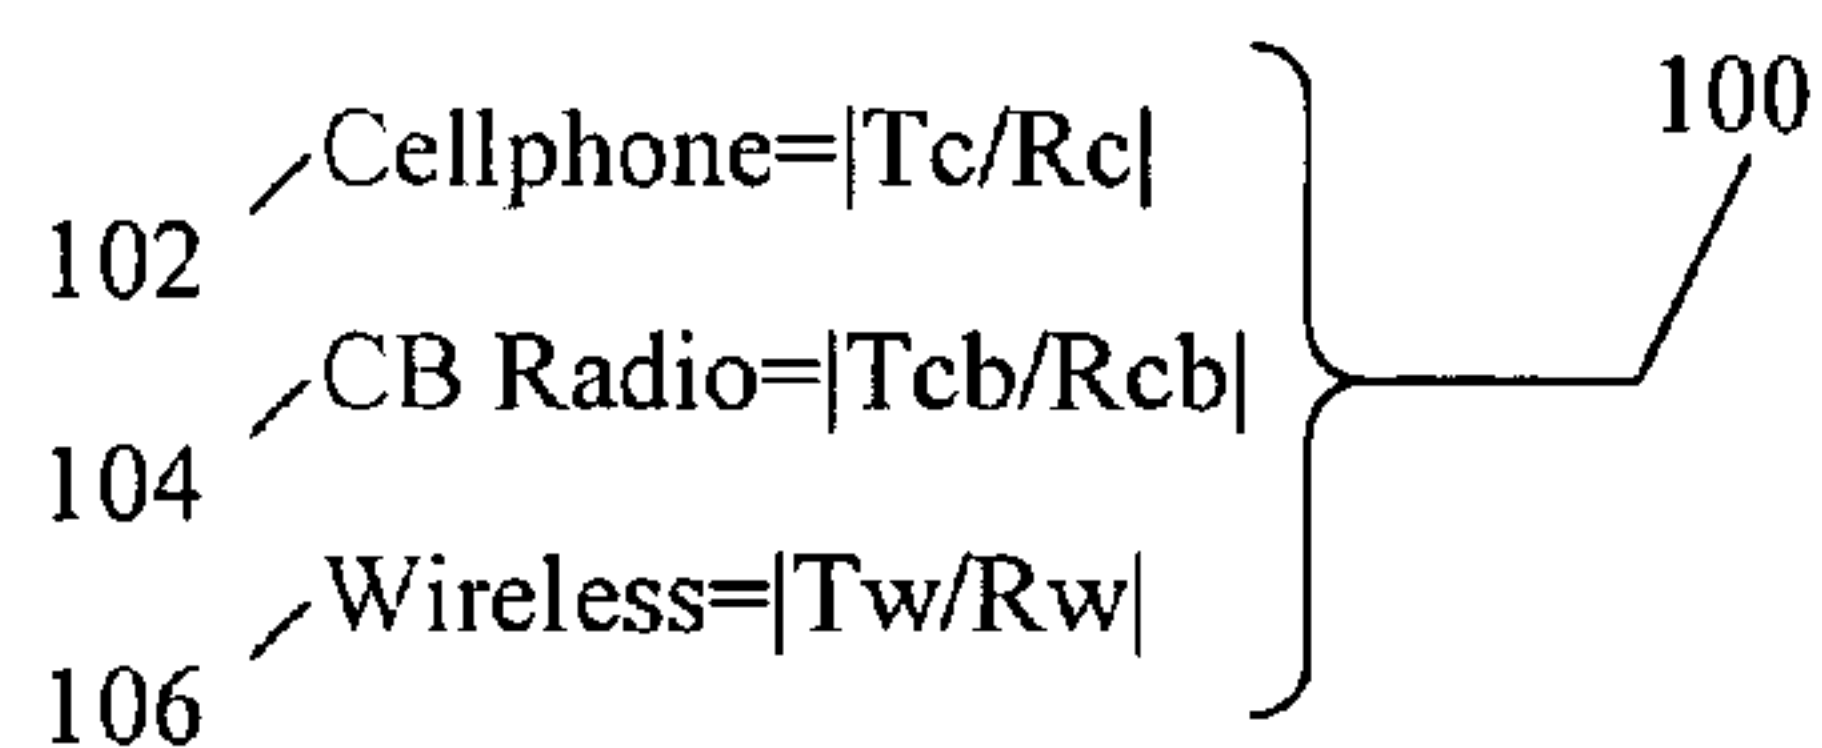 100
Cellphone=|Tc/Rc|
102
CB Radio=|Tcb/Rcb|
104
Wireless=|Tw/Rw|
106